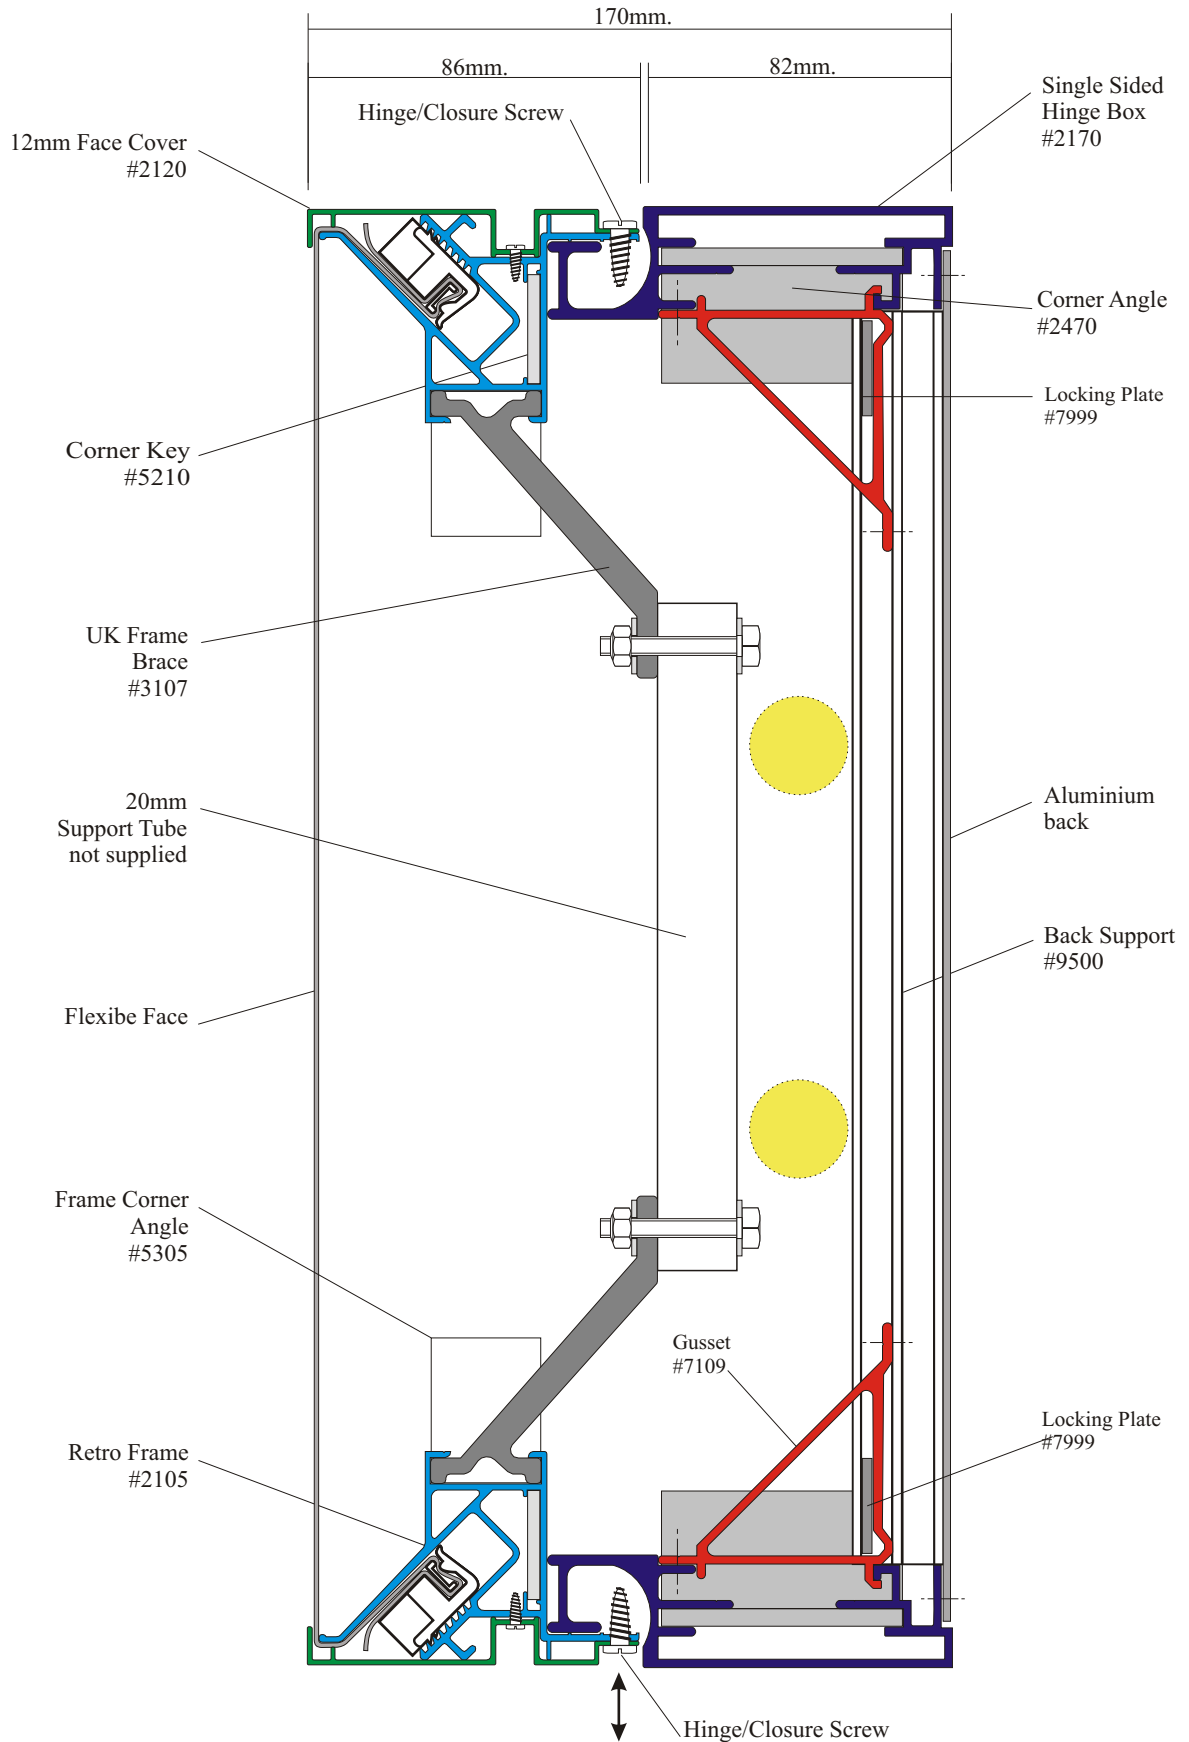 170mm.
86mm.
82mm.
Hinge/Closure Screw
Single Sided
Hinge Box
#2170
12mm Face Cover
#2120
Corner Angle
#2470
Locking Plate
#7999
Corner Key
#5210
UK Frame
Brace
#3107
20mm
Support Tube
not supplied
Aluminium
back
Back Support
#9500
Flexibe Face
Frame Corner
Angle
#5305
Gusset
#7109
Locking Plate
#7999
Retro Frame
#2105
Hinge/Closure Screw